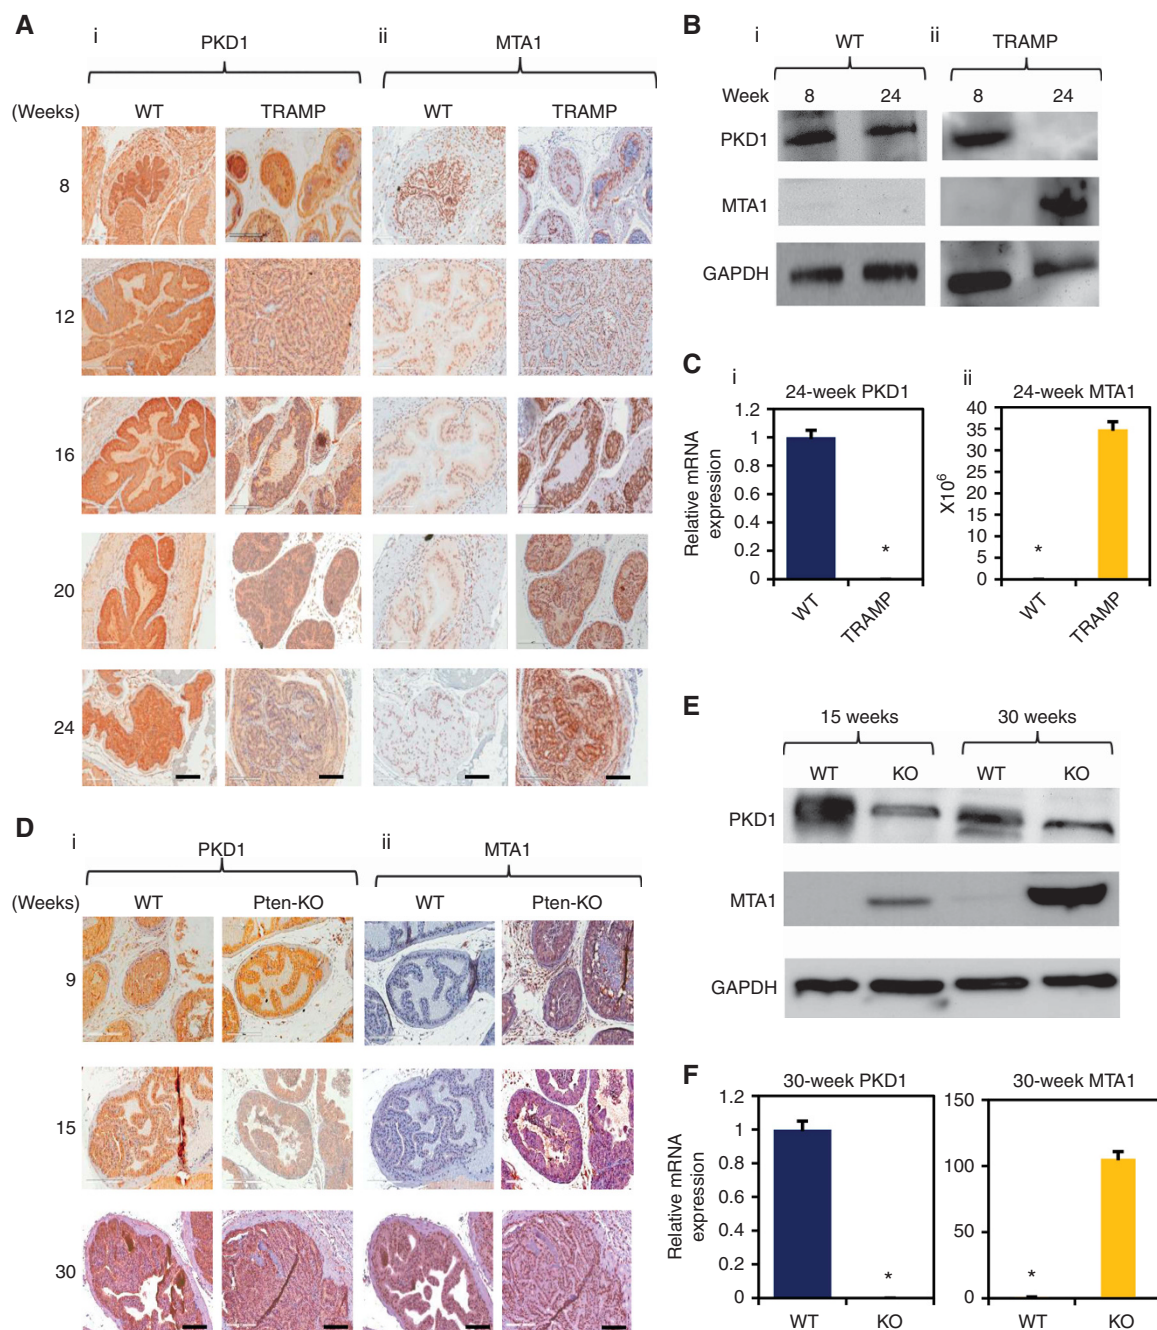 A
i
PKD1
ii
MTA1
(Weeks)
WT
TRAMP
WT
TRAMP
8
12
16
20
24
B
i
WT
ii
TRAMP
Week
8
24
8
24
PKD1
MTA1
GAPDH
C
i
24-week PKD1
1.2
1
0.8
0.6
0.4
0.2
0
Relative mRNA
expression
*
WT
TRAMP
ii
24-week MTA1
40
35
30
25
20
15
10
5
0
X10⁶
*
WT
TRAMP
D
i
PKD1
ii
MTA1
(Weeks)
WT
Pten-KO
WT
Pten-KO
9
15
30
E
15 weeks
30 weeks
WT
KO
WT
KO
PKD1
MTA1
GAPDH
F
30-week PKD1
1.2
1
0.8
0.6
0.4
0.2
0
Relative mRNA
expression
*
WT
KO
30-week MTA1
150
100
50
0
*
WT
KO